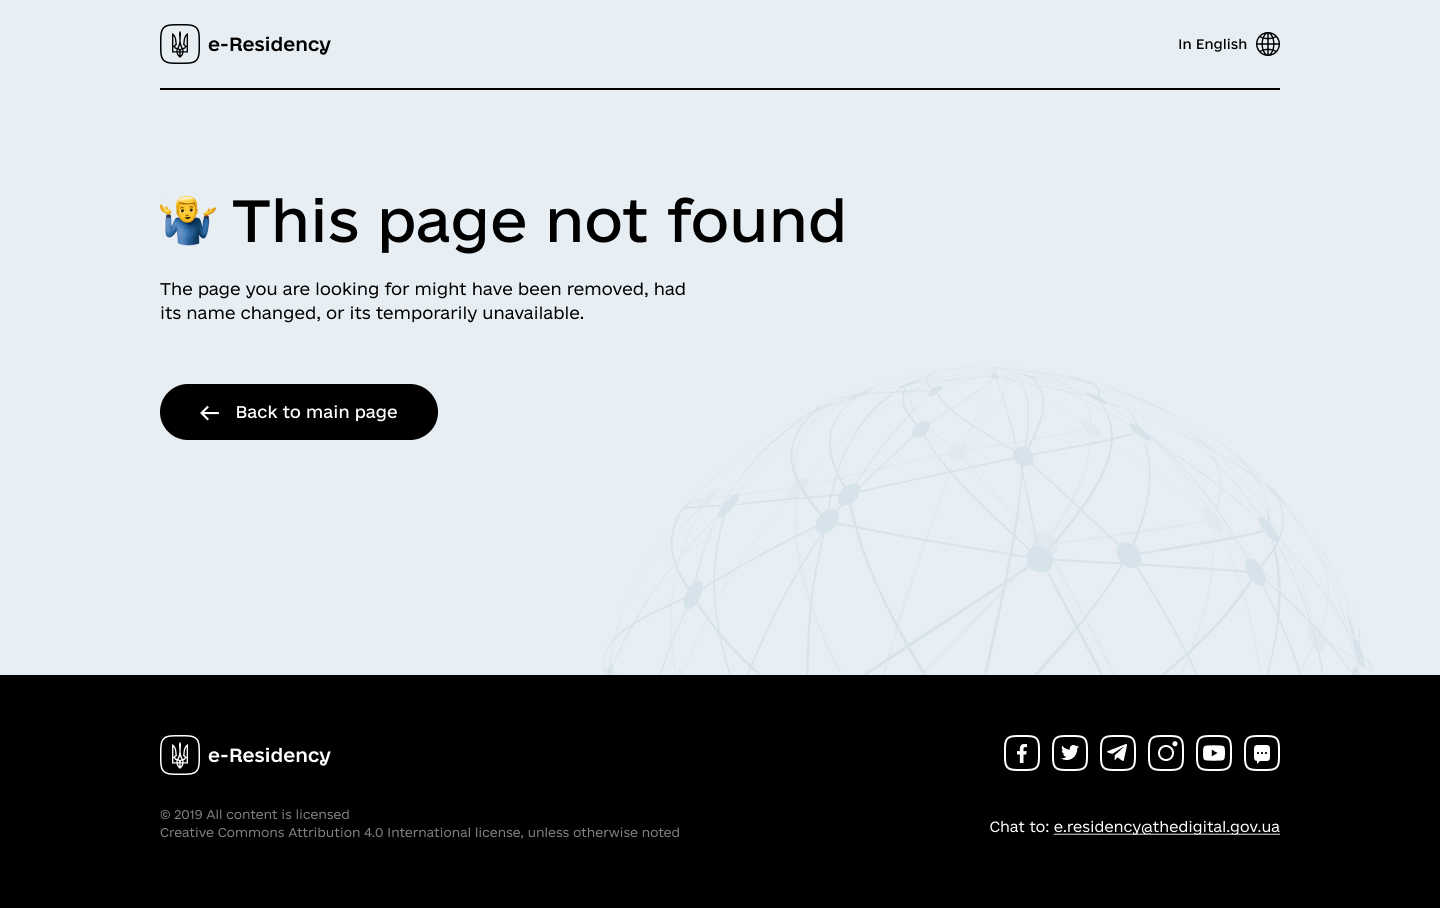 e-Residency
In English
This page not found
The page you are looking for might have been removed, had
its name changed, or its temporarily unavailable.
Back to main page
e-Residency
© 2019 All content is licensed
Creative Commons Attribution 4.0 International license, unless otherwise noted
Chat to: e.residency@thedigital.gov.ua